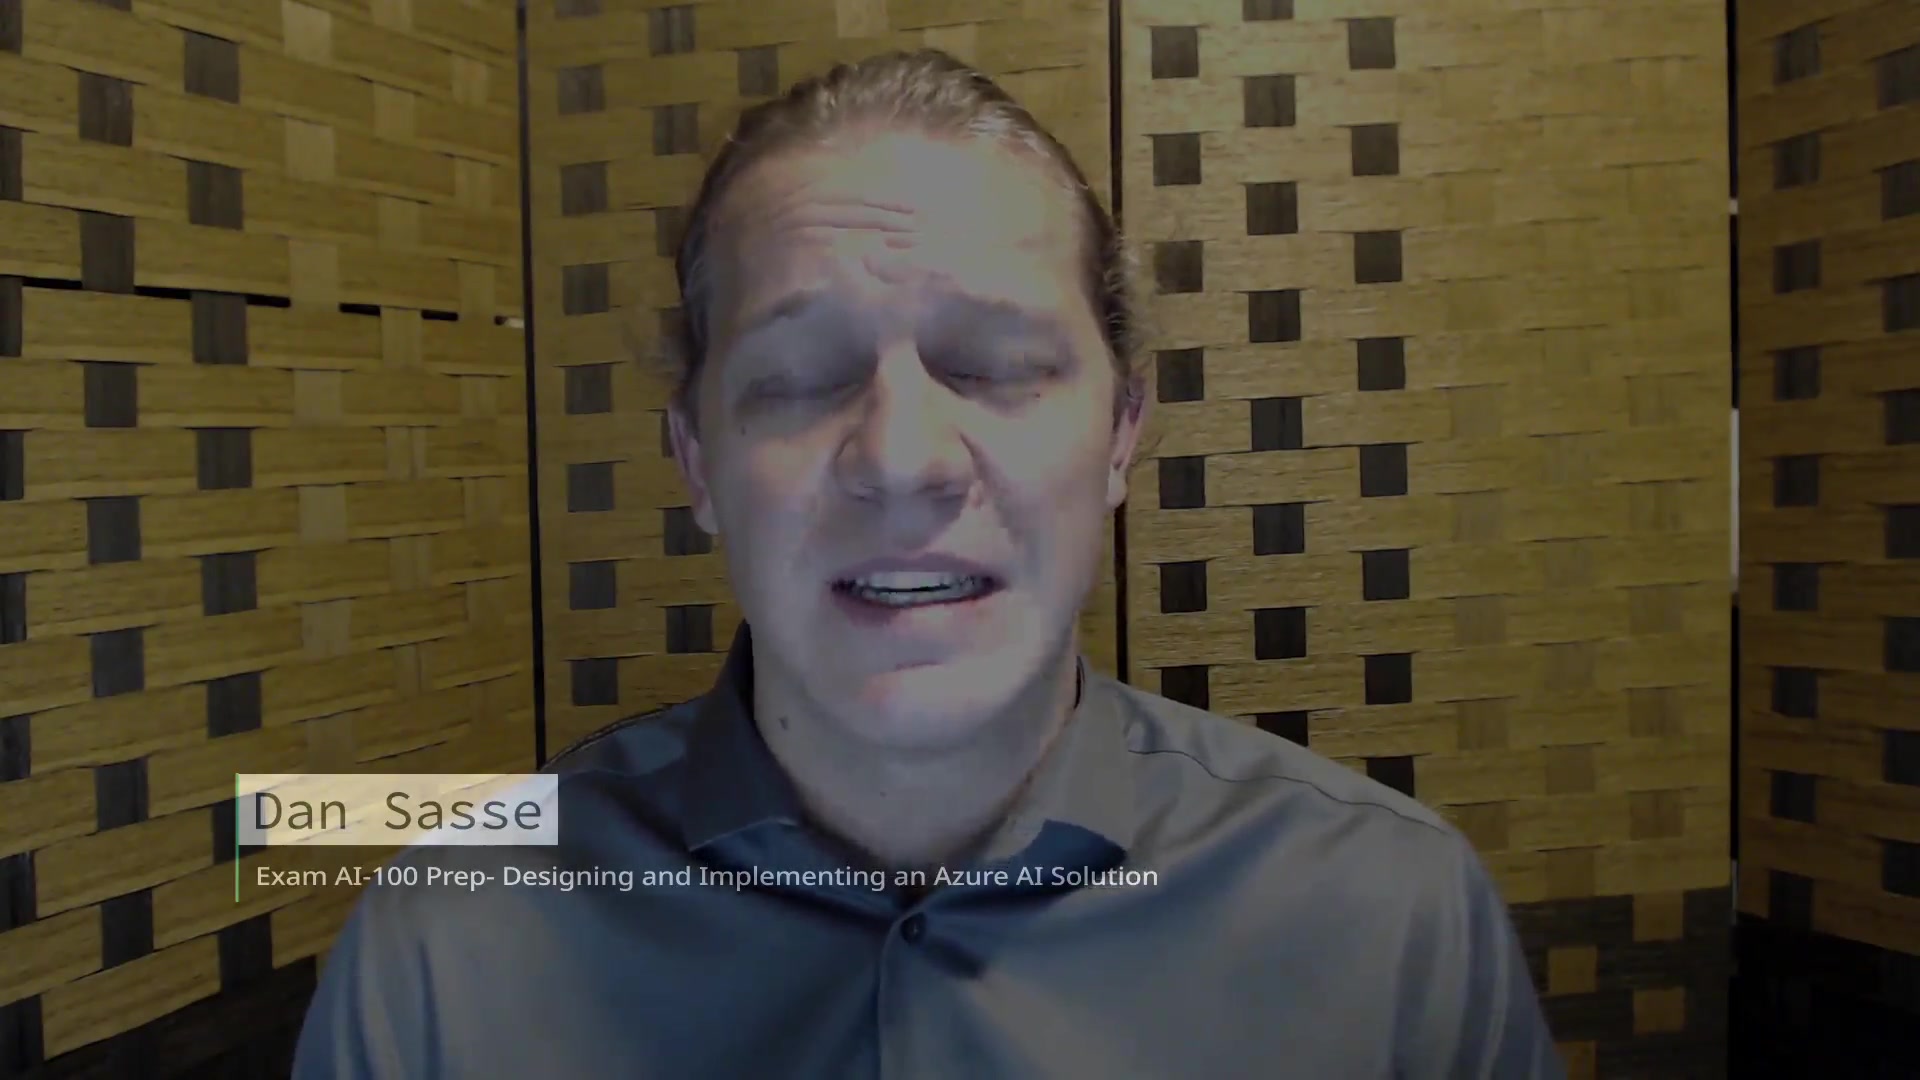 Dan Sasse
Exam AI-100 Prep- Designing and Implementing an Azure AI Solution